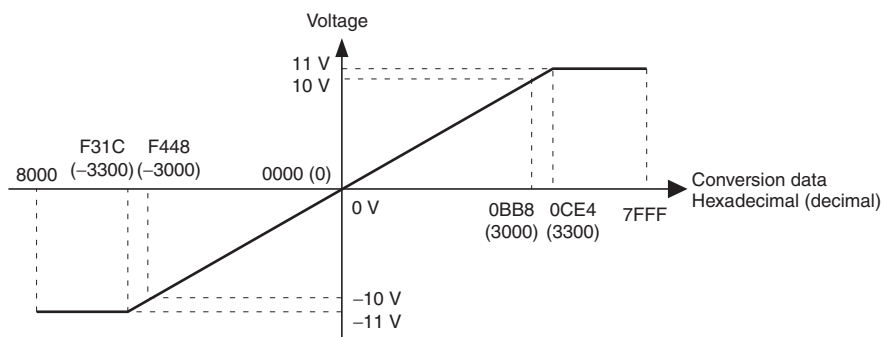 Voltage
11 V
10 V
F31C F448
(–3300) (–3000)
8000
0000 (0)
Conversion data
Hexadecimal (decimal)
0 V
0BB8 0CE4 7FFF
(3000) (3300)
–10 V
–11 V